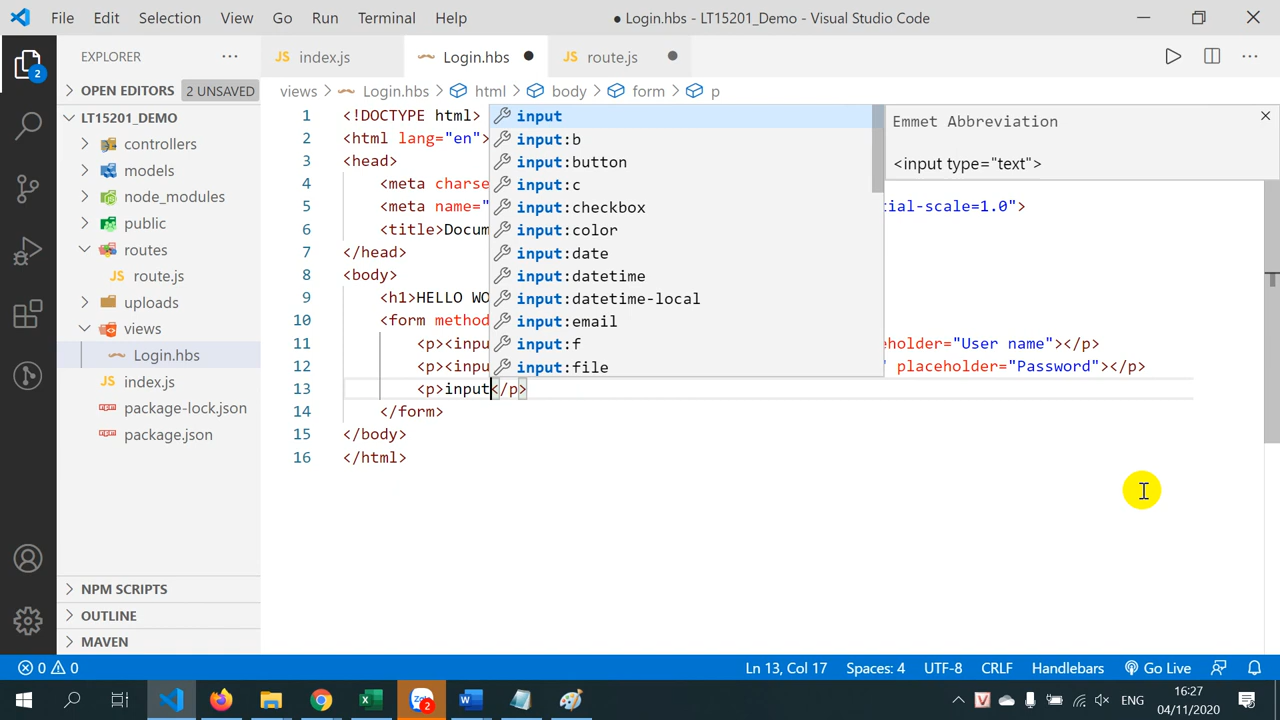 File Edit Selection View Go Run Terminal Help ● Login.hbs - LT15201_Demo - Visual Studio Code
EXPLORER ···
JS index.js Login.hbs ● JS route.js ●
OPEN EDITORS 2 UNSAVED
views > Login.hbs > html > body > form > p
LT15201_DEMO
controllers
models
node_modules
public
routes
JS route.js
uploads
views
Login.hbs
JS index.js
package-lock.json
package.json
NPM SCRIPTS
OUTLINE
MAVEN
2
1 <!DOCTYPE html>
2 <html lang="en">
3 <head>
4 <meta charse
5 <meta name=" ial-scale=1.0">
6 <title>Docum
7 </head>
8 <body>
9 <h1>HELLO WO
10 <form method
11 <p><inpu eholder="User name"></p>
12 <p><inpu " placeholder="Password"></p>
13 <p>input</p>
14 </form>
15 </body>
16 </html>
input
input:b
input:button
input:c
input:checkbox
input:color
input:date
input:datetime
input:datetime-local
input:email
input:f
input:file
Emmet Abbreviation
<input type="text">
0 0 Ln 13, Col 17 Spaces: 4 UTF-8 CRLF Handlebars Go Live
Zalo 2 V ENG 16:27
04/11/2020